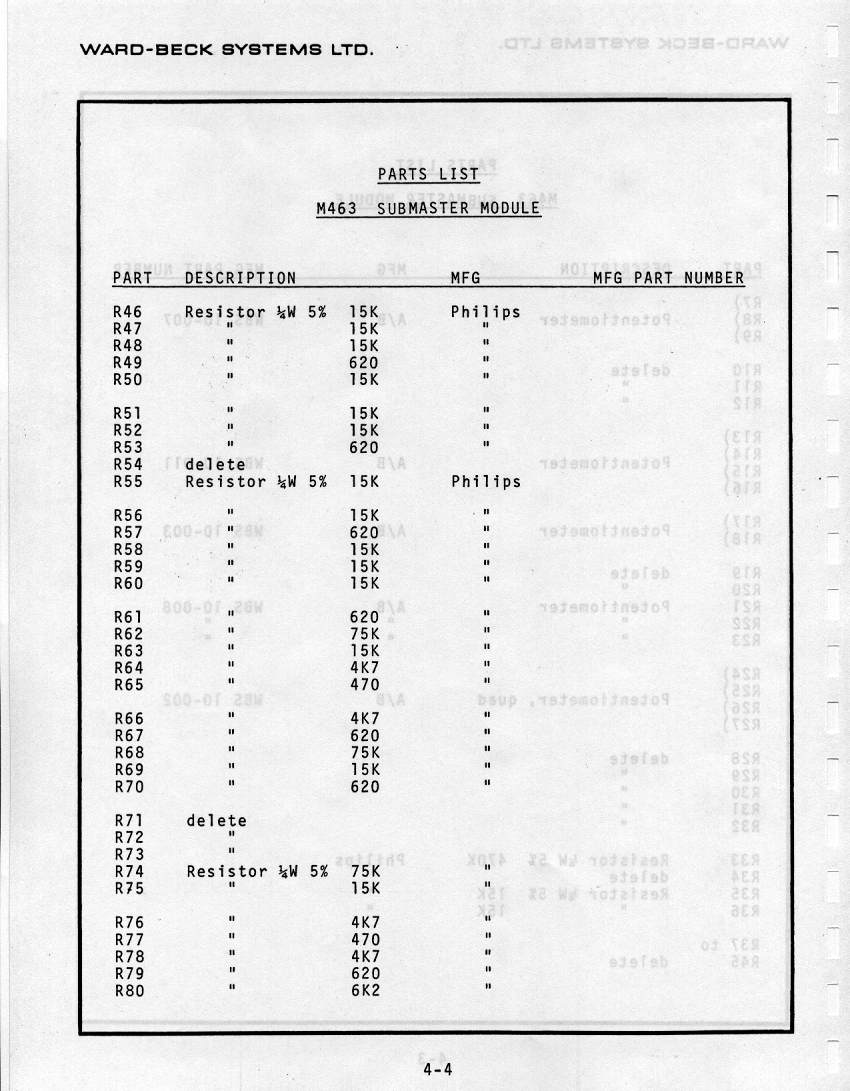 WARD-BECK SYSTEMS LTD.
PARTS LIST
M463 SUBMASTER MODULE
PART DESCRIPTION MFG MFG PART NUMBER
R46 Resistor ¼W 5% 15K Philips
R47 " 15K "
R48 " 15K "
R49 " 620 "
R50 " 15K "
R51 " 15K "
R52 " 15K "
R53 " 620 "
R54 delete
R55 Resistor ¼W 5% 15K Philips
R56 " 15K "
R57 " 620 "
R58 " 15K "
R59 " 15K "
R60 " 15K "
R61 " 620 "
R62 " 75K "
R63 " 15K "
R64 " 4K7 "
R65 " 470 "
R66 " 4K7 "
R67 " 620 "
R68 " 75K "
R69 " 15K "
R70 " 620 "
R71 delete
R72 "
R73 "
R74 Resistor ¼W 5% 75K "
R75 " 15K "
R76 " 4K7 "
R77 " 470 "
R78 " 4K7 "
R79 " 620 "
R80 " 6K2 "
4-4